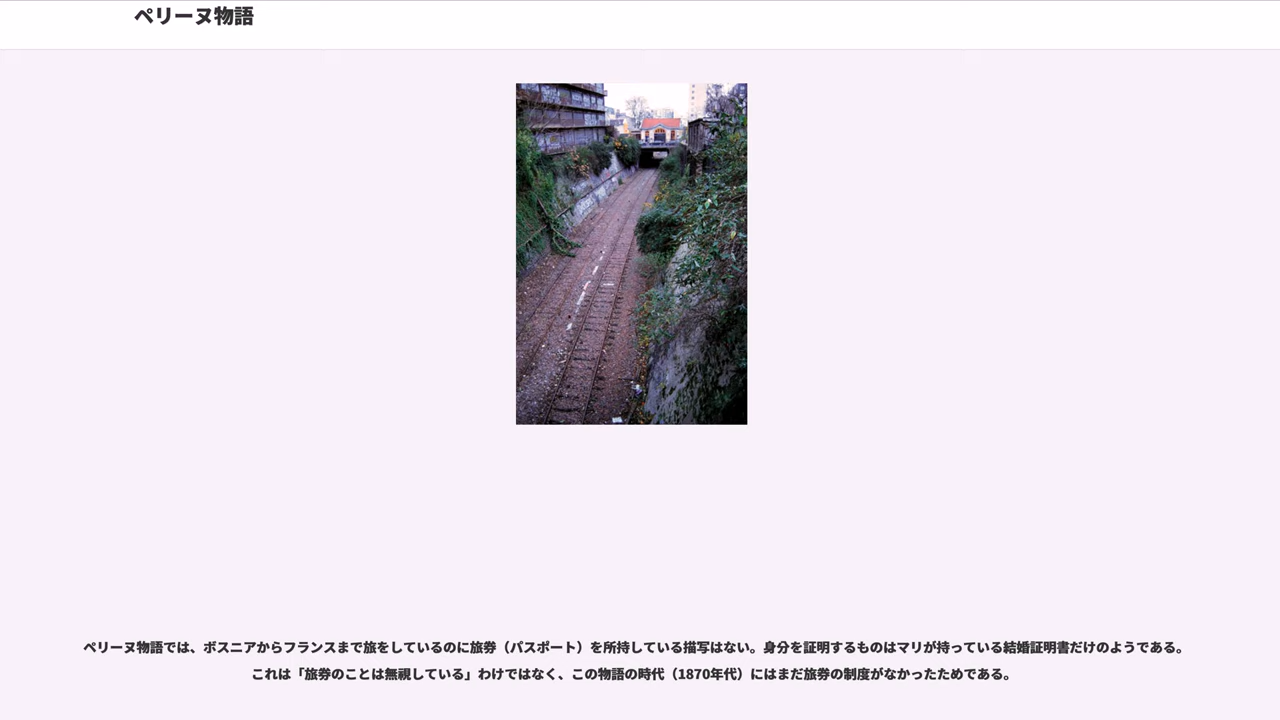 ペリーヌ物語
ペリーヌ物語では、ボスニアからフランスまで旅をしているのに旅券（パスポート）を所持している描写はない。身分を証明するものはマリが持っている結婚証明書だけのようである。
これは「旅券のことは無視している」わけではなく、この物語の時代（1870年代）にはまだ旅券の制度がなかったためである。